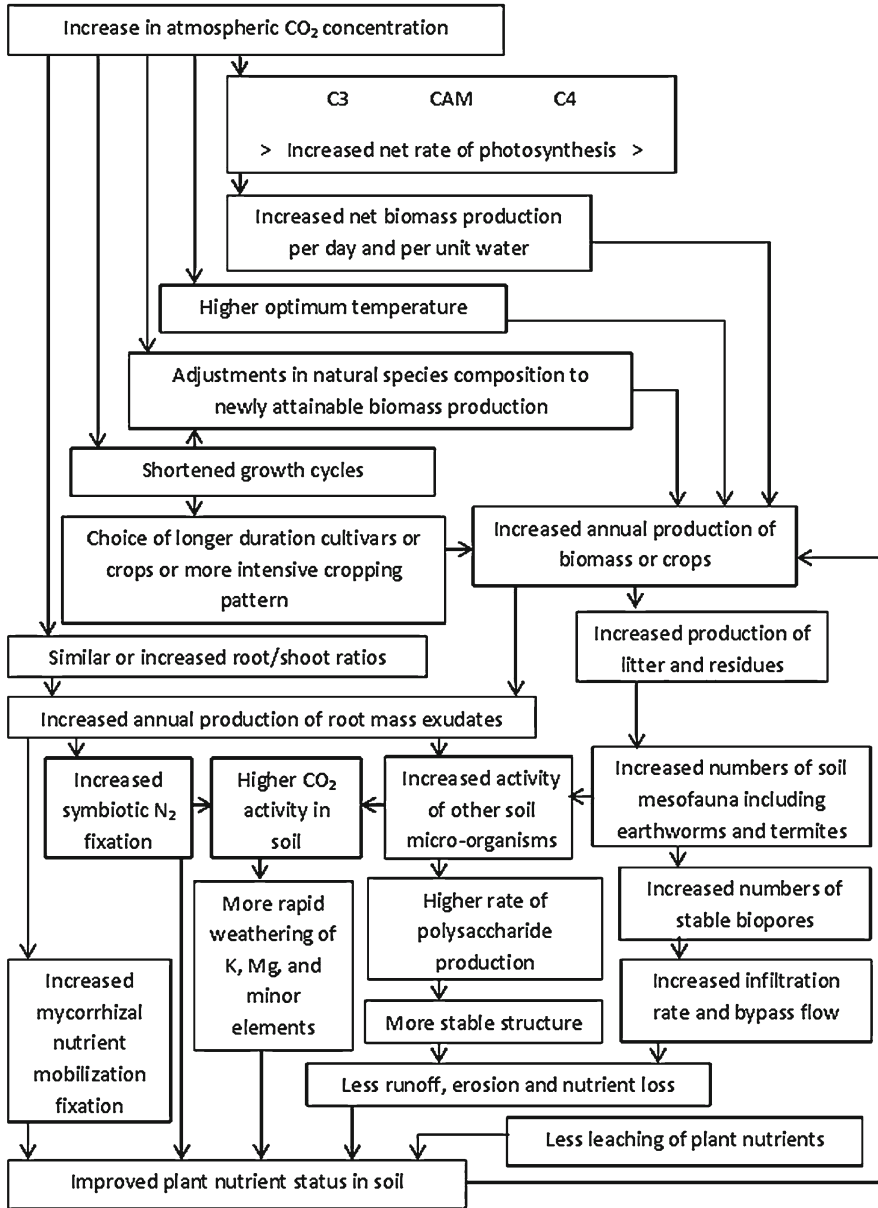 Increase in atmospheric CO₂ concentration
C3 CAM C4
> Increased net rate of photosynthesis >
Increased net biomass production
per day and per unit water
Higher optimum temperature
Adjustments in natural species composition to
newly attainable biomass production
Shortened growth cycles
Choice of longer duration cultivars or
crops or more intensive cropping
pattern
Increased annual production of
biomass or crops
Increased production of
litter and residues
Similar or increased root/shoot ratios
Increased annual production of root mass exudates
Increased
symbiotic N₂
fixation
Higher CO₂
activity in
soil
Increased activity
of other soil
micro-organisms
Increased numbers of soil
mesofauna including
earthworms and termites
More rapid
weathering of
K, Mg, and
minor
elements
Higher rate of
polysaccharide
production
Increased numbers of
stable biopores
Increased
mycorrhizal
nutrient
mobilization
fixation
More stable structure
Increased infiltration
rate and bypass flow
Less runoff, erosion and nutrient loss
Less leaching of plant nutrients
Improved plant nutrient status in soil